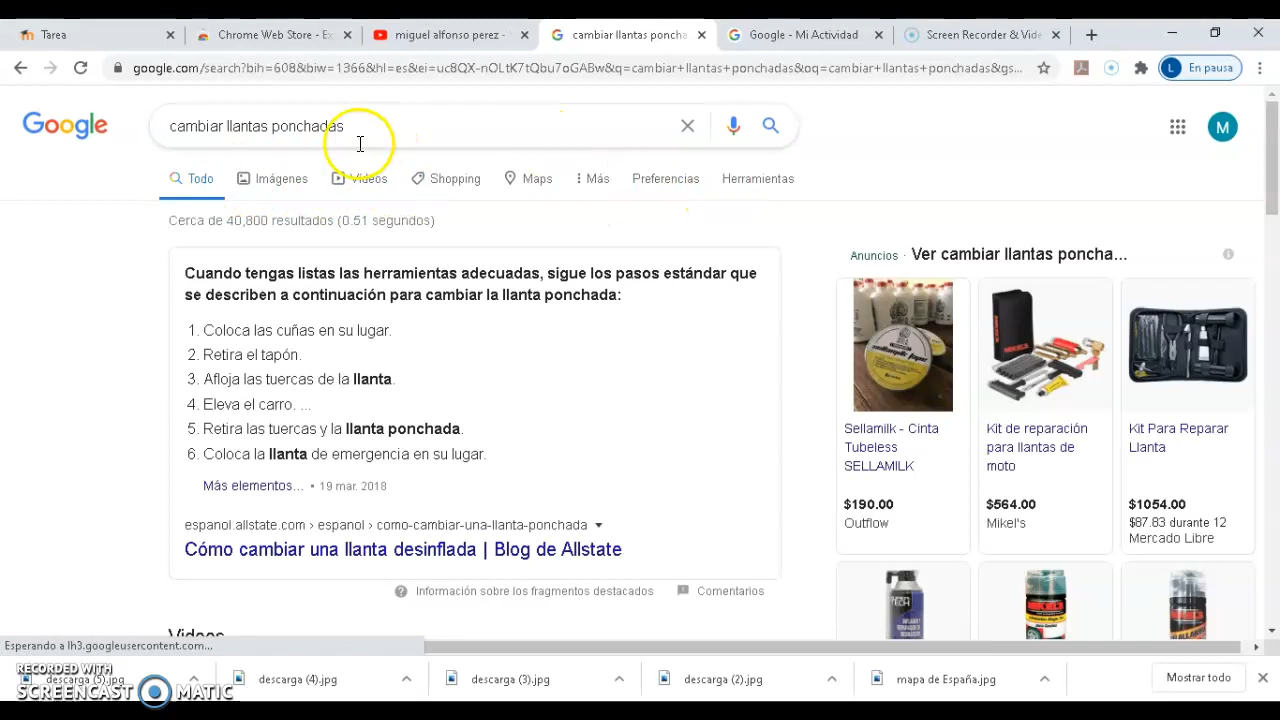 Tarea
Chrome Web Store - Ex
miguel alfonso perez -
cambiar llantas poncha
Google - Mi Actividad
Screen Recorder & Vide
google.com/search?bih=608&biw=1366&hl=es&ei=uc8QX-nOLtK7tQbu7oGABw&q=cambiar+llantas+ponchadas&oq=cambiar+llantas+ponchadas&gs...
L En pausa
Google
cambiar llantas ponchadas
M
Todo
Imágenes
Videos
Shopping
Maps
Más
Preferencias
Herramientas
Cerca de 40,800 resultados (0.51 segundos)
Cuando tengas listas las herramientas adecuadas, sigue los pasos estándar que
se describen a continuación para cambiar la llanta ponchada:
1. Coloca las cuñas en su lugar.
2. Retira el tapón.
3. Afloja las tuercas de la llanta.
4. Eleva el carro. ...
5. Retira las tuercas y la llanta ponchada.
6. Coloca la llanta de emergencia en su lugar.
Más elementos... • 19 mar. 2018
espanol.allstate.com › espanol › como-cambiar-una-llanta-ponchada
Cómo cambiar una llanta desinflada | Blog de Allstate
Información sobre los fragmentos destacados
Comentarios
Videos
Anuncios · Ver cambiar llantas poncha...
Sellamilk - Cinta
Tubeless
SELLAMILK
$190.00
Outflow
Kit de reparación
para llantas de
moto
$564.00
Mikel's
Kit Para Reparar
Llanta
$1054.00
$87.83 durante 12
Mercado Libre
Esperando a lh3.googleusercontent.com...
descarga (5).jpg
descarga (4).jpg
descarga (3).jpg
descarga (2).jpg
mapa de España.jpg
Mostrar todo
RECORDED WITH
SCREENCAST MATIC